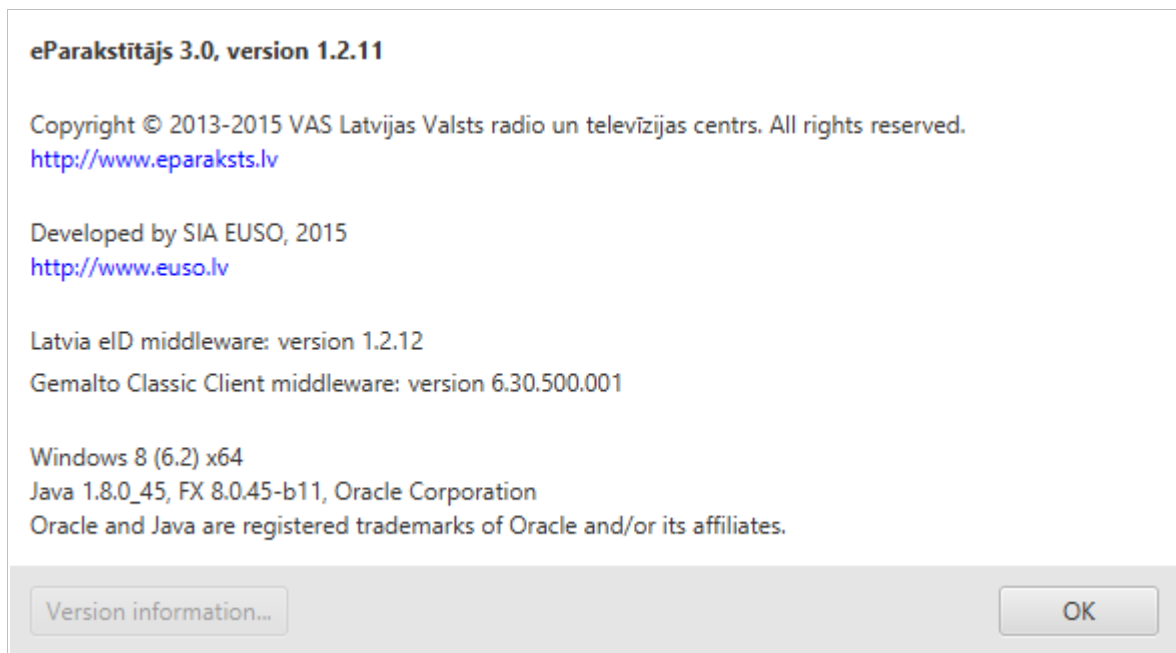 eParakstītājs 3.0, version 1.2.11
Copyright © 2013-2015 VAS Latvijas Valsts radio un televīzijas centrs. All rights reserved.
http://www.eparaksts.lv
Developed by SIA EUSO, 2015
http://www.euso.lv
Latvia eID middleware: version 1.2.12
Gemalto Classic Client middleware: version 6.30.500.001
Windows 8 (6.2) x64
Java 1.8.0_45, FX 8.0.45-b11, Oracle Corporation
Oracle and Java are registered trademarks of Oracle and/or its affiliates.
Version information... OK